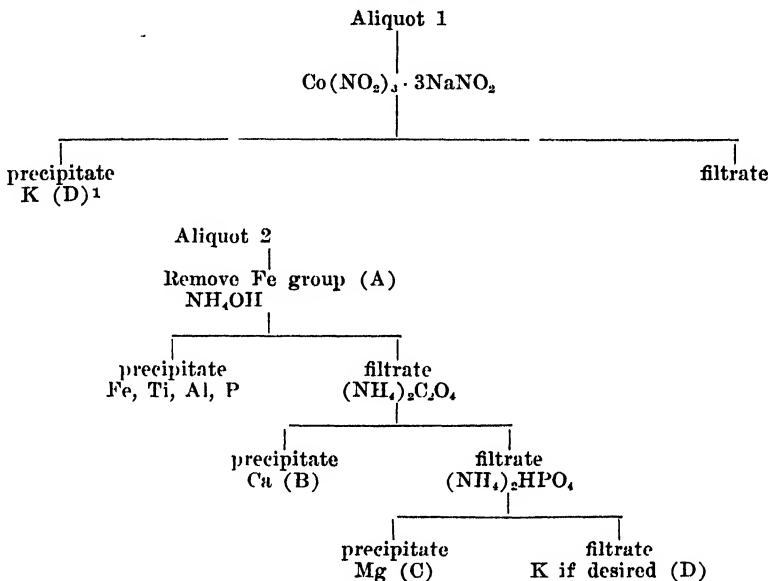 Aliquot 1
Co(NO₂)₃ · 3NaNO₂
precipitate filtrate
K (D)¹
Aliquot 2
Remove Fe group (A)
NH₄OH
precipitate filtrate
Fe, Ti, Al, P (NH₄)₂C₂O₄
precipitate filtrate
Ca (B) (NH₄)₂HPO₄
precipitate filtrate
Mg (C) K if desired (D)